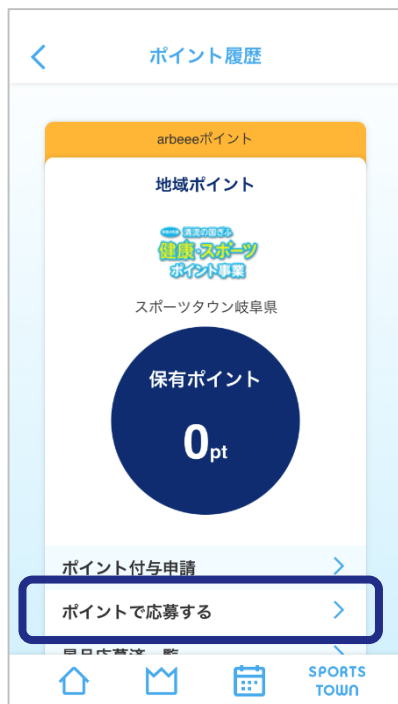 ポイント履歴
arbeeeポイント
地域ポイント
清流の国ぎふ
健康・スポーツ
ポイント事業
スポーツタウン岐阜県
保有ポイント
0pt
ポイント付与申請
ポイントで応募する
SPORTS
TOWN